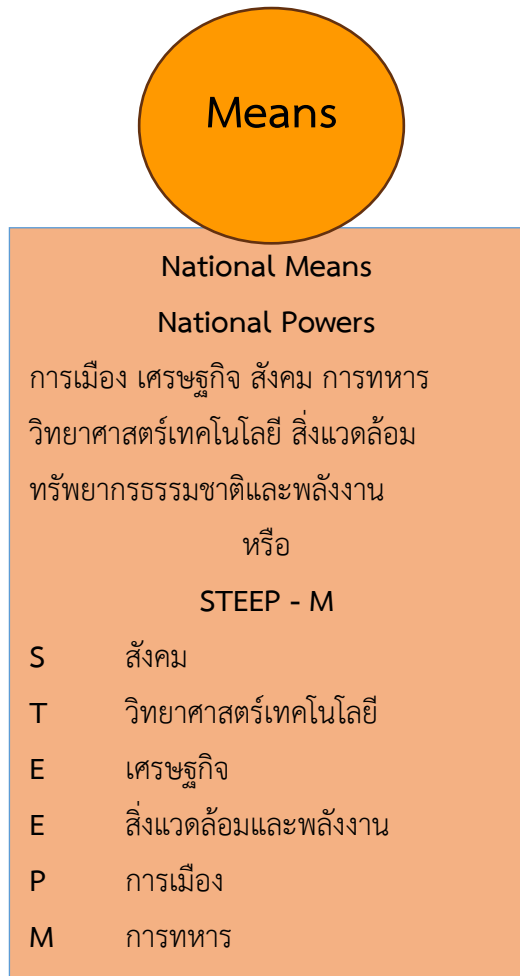 Means
National Means
National Powers
การเมือง เศรษฐกิจ สังคม การทหาร
วิทยาศาสตร์เทคโนโลยี สิ่งแวดล้อม
ทรัพยากรธรรมชาติและพลังงาน
หรือ
STEEP - M
S สังคม
T วิทยาศาสตร์เทคโนโลยี
E เศรษฐกิจ
E สิ่งแวดล้อมและพลังงาน
P การเมือง
M การทหาร